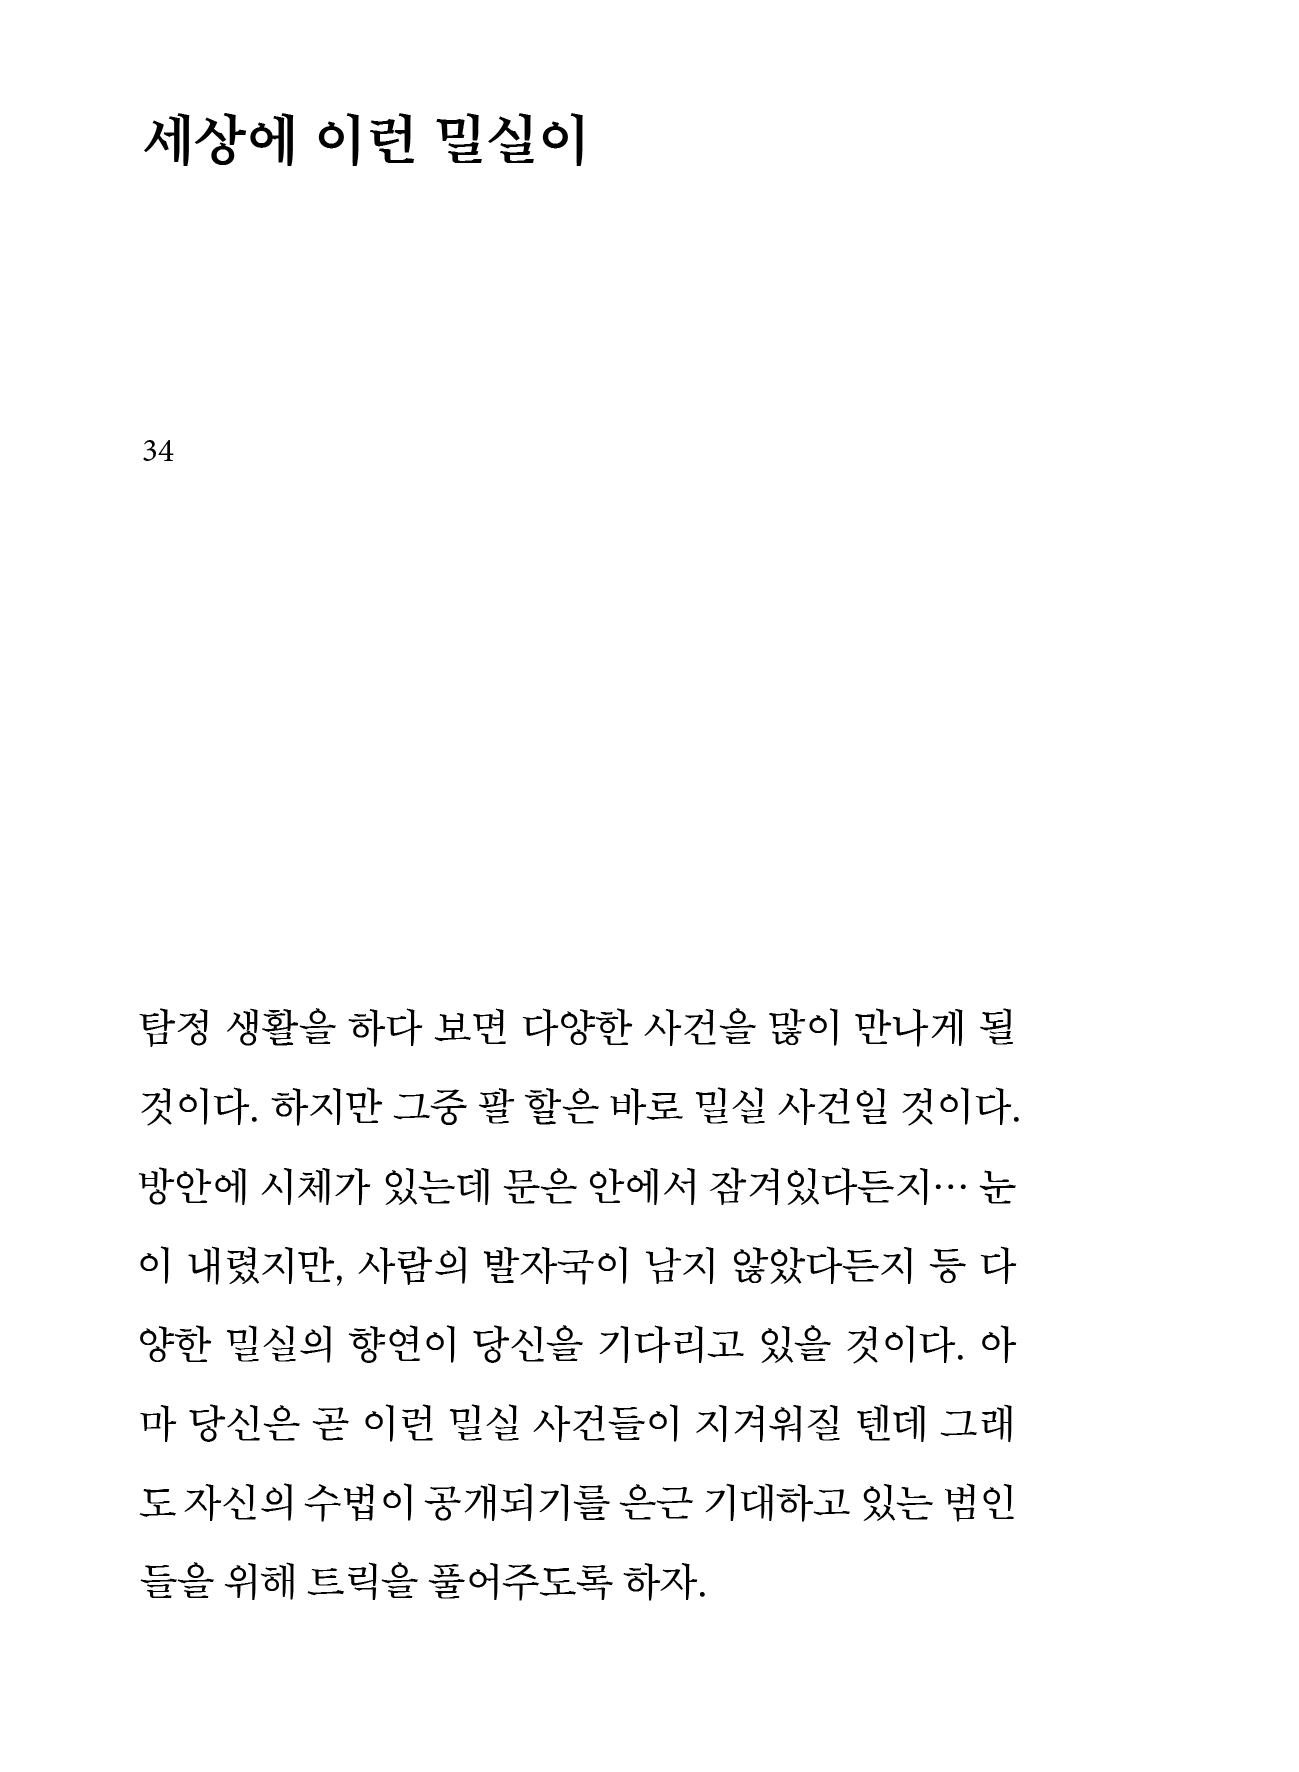 세상에 이런 밀실이
34
탐정 생활을 하다 보면 다양한 사건을 많이 만나게 될
것이다. 하지만 그중 팔 할은 바로 밀실 사건일 것이다.
방안에 시체가 있는데 문은 안에서 잠겨있다든지… 눈
이 내렸지만, 사람의 발자국이 남지 않았다든지 등 다
양한 밀실의 향연이 당신을 기다리고 있을 것이다. 아
마 당신은 곧 이런 밀실 사건들이 지겨워질 텐데 그래
도 자신의 수법이 공개되기를 은근 기대하고 있는 범인
들을 위해 트릭을 풀어주도록 하자.